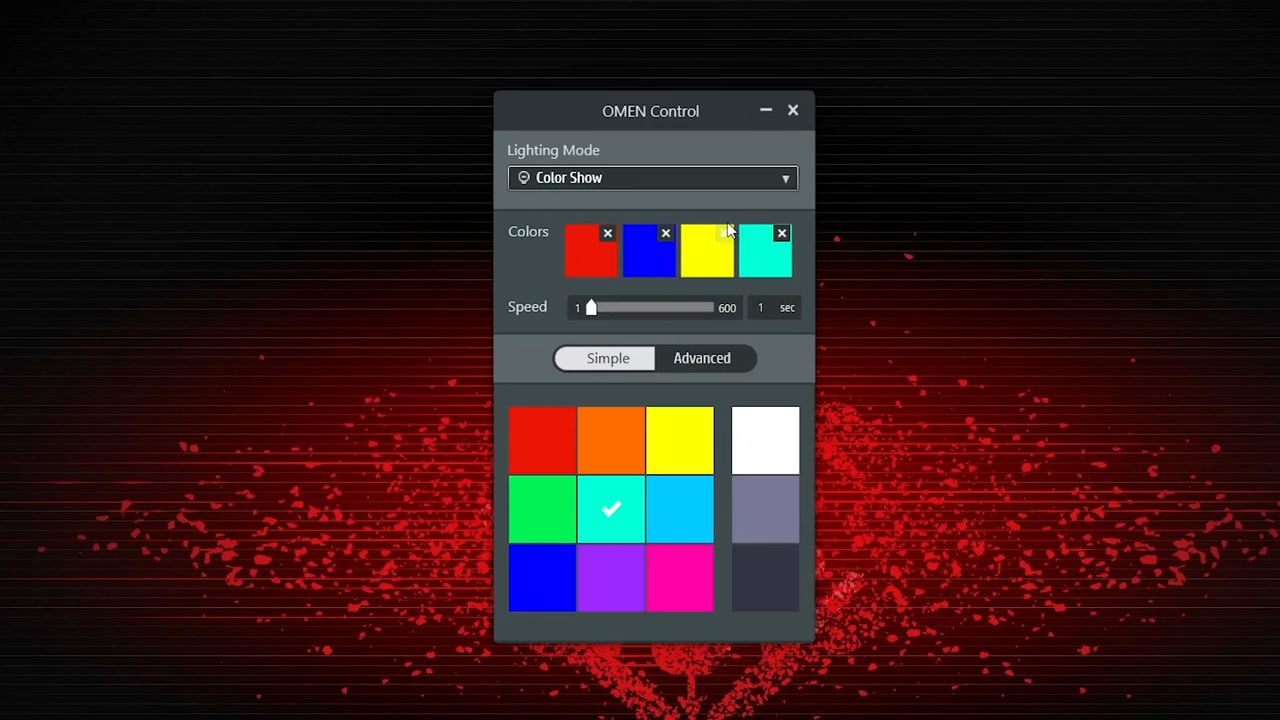 OMEN Control
Lighting Mode
Color Show
Colors
Speed 1 600 1 sec
Simple Advanced